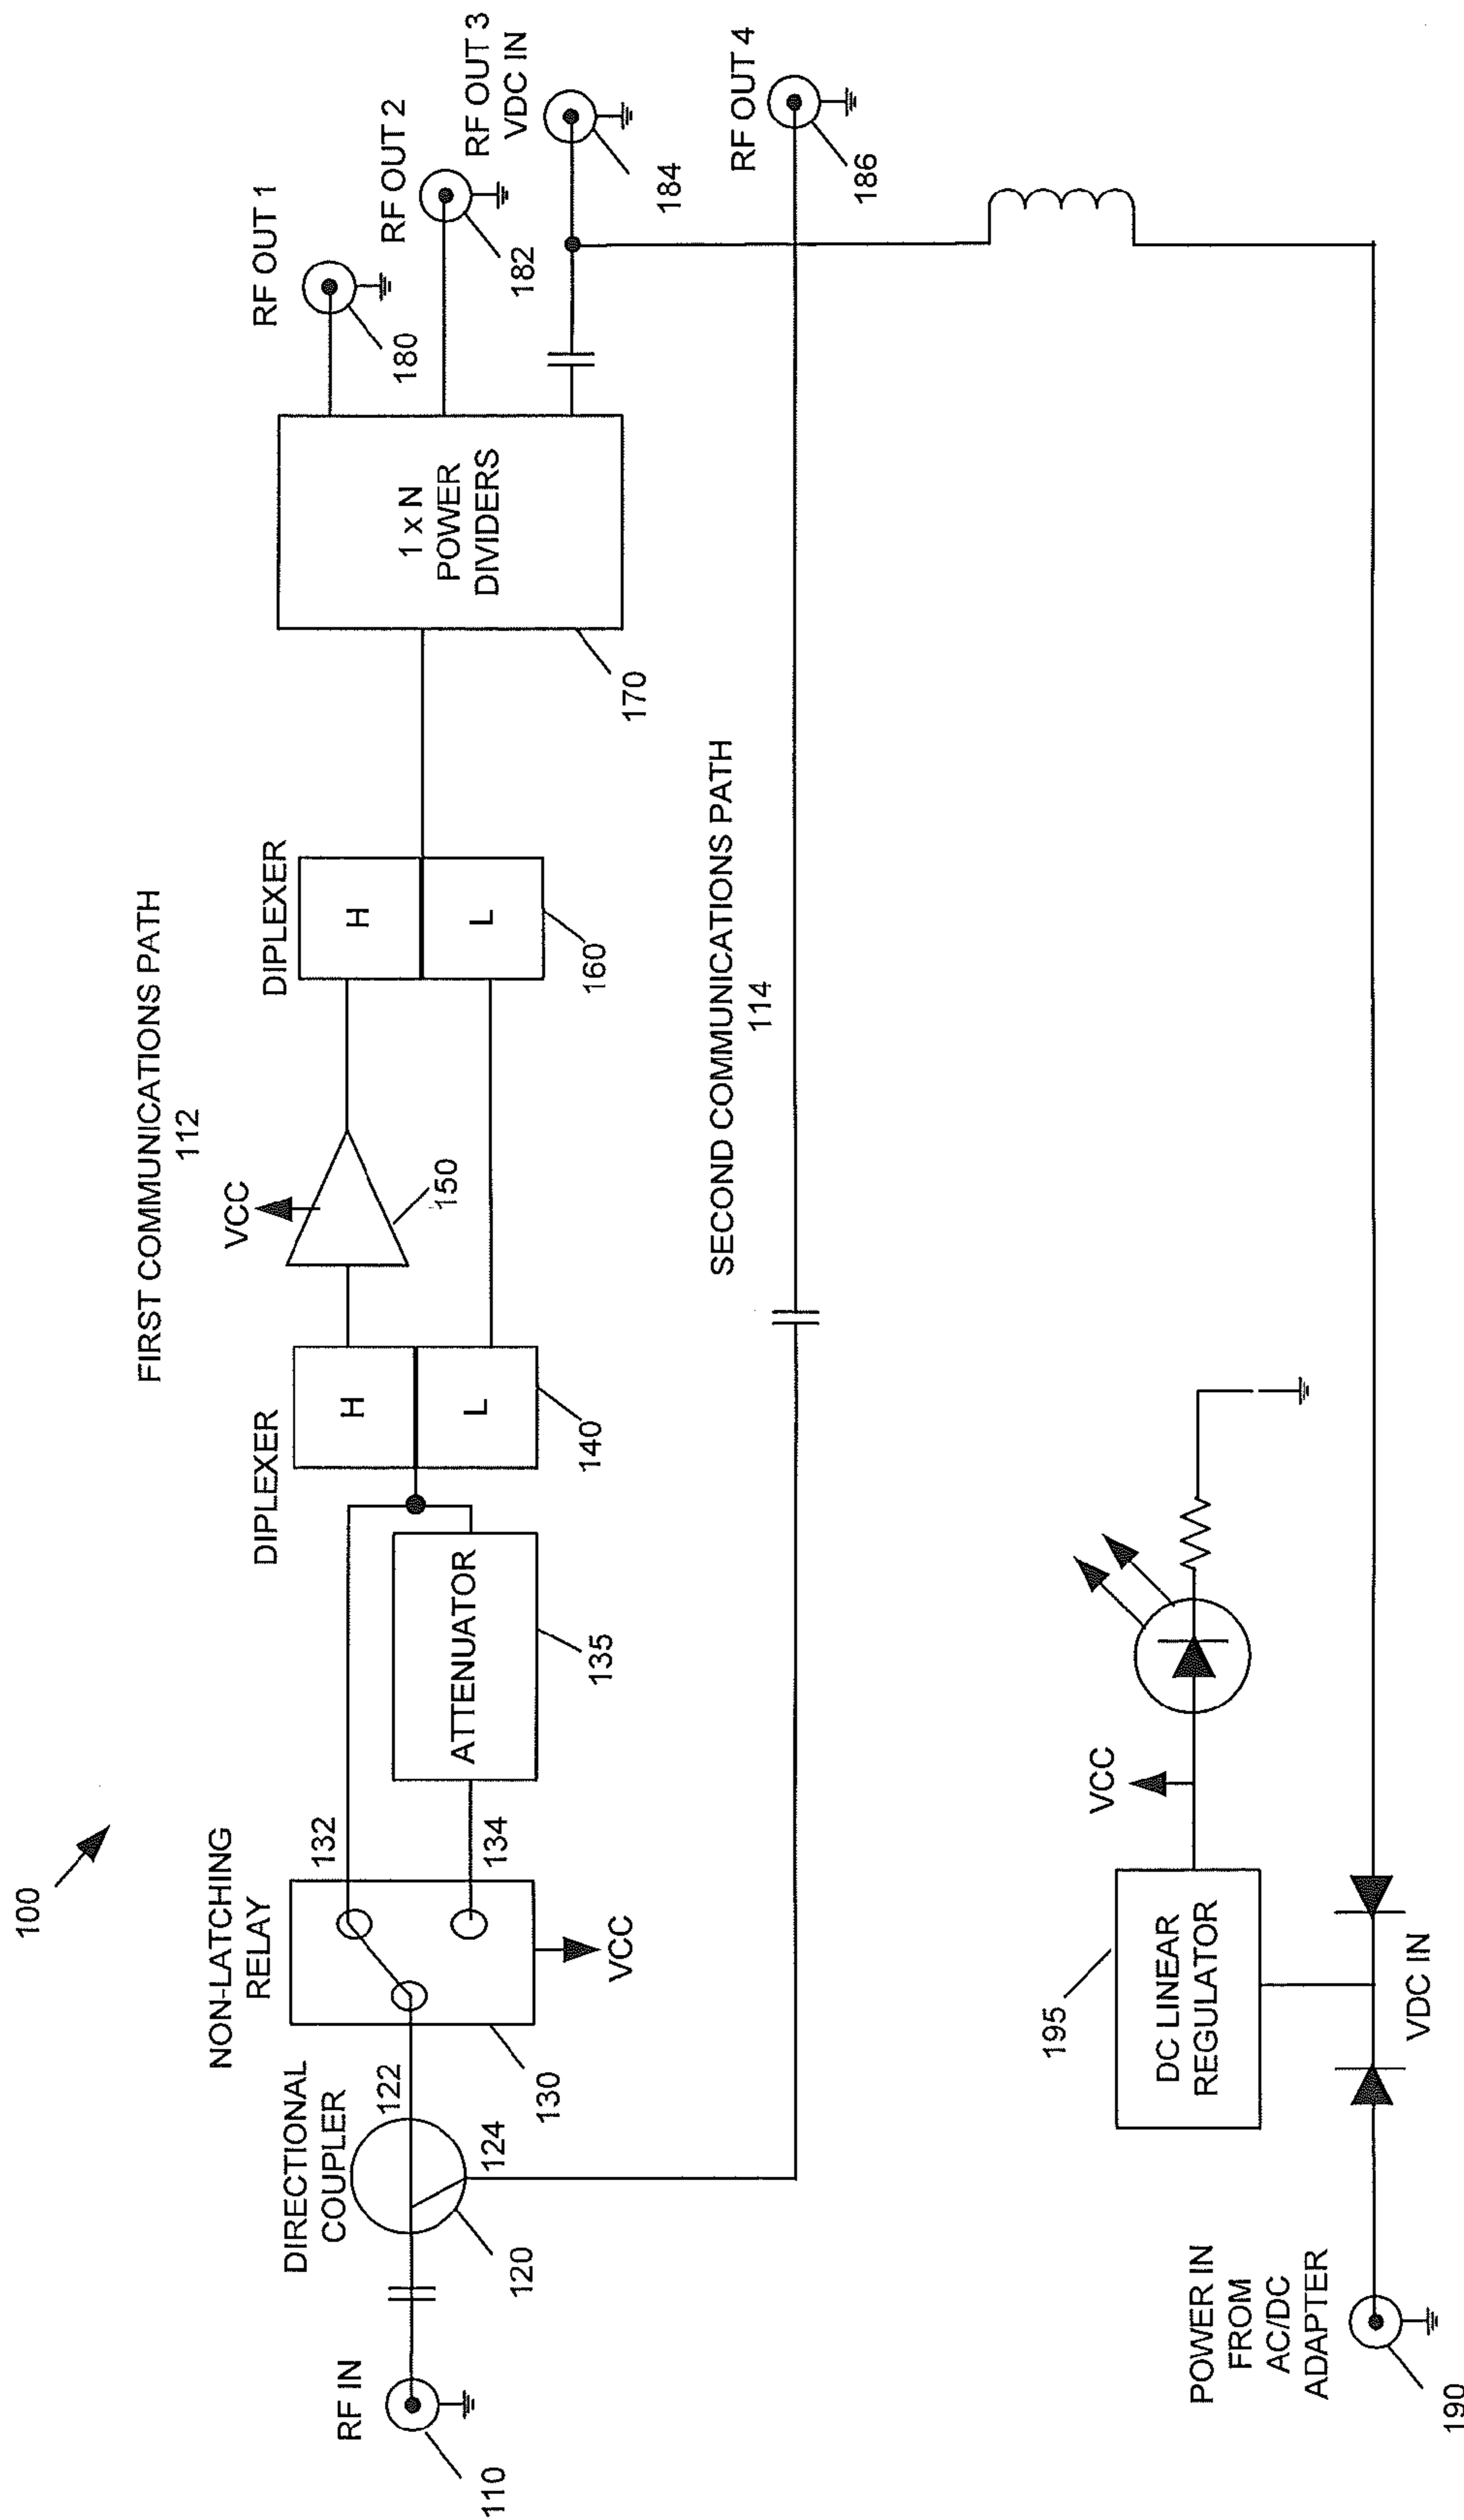 100
FIRST COMMUNICATIONS PATH
112
RF IN
110
DIRECTIONAL
COUPLER
120
122
124
NON-LATCHING
RELAY
130
132
134
VCC
ATTENUATOR
135
DIPLEXER
H
L
140
VCC
150
DIPLEXER
H
L
160
1 x N
POWER
DIVIDERS
170
RF OUT 1
180
RF OUT 2
182
RF OUT 3
VDC IN
184
SECOND COMMUNICATIONS PATH
114
RF OUT 4
186
POWER IN
FROM
AC/DC
ADAPTER
190
195
DC LINEAR
REGULATOR
VCC
VDC IN